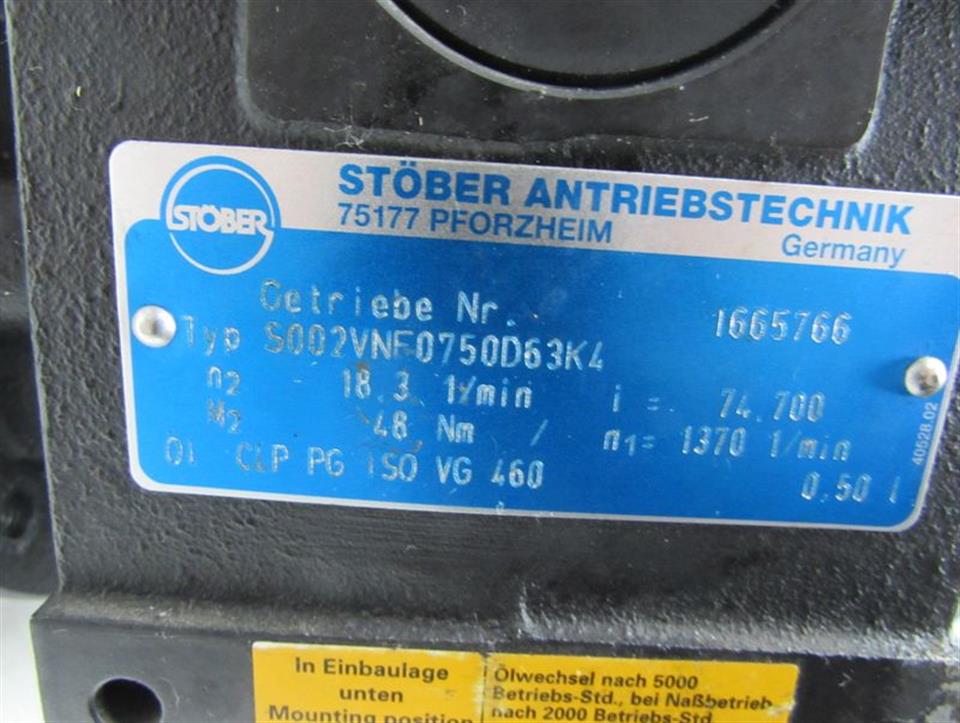 STÖBER
STÖBER ANTRIEBSTECHNIK
75177 PFORZHEIM
Germany
Getriebe Nr. 1665766
Typ S002VNF0750D63K4
n2 18.3 1/min i = 74.700
M2 48 Nm / n1= 1370 1/min
Öl CLP PG ISO VG 460 0.50 l
40528.02
In Einbaulage
unten
Mounting position
Ölwechsel nach 5000
Betriebs-Std., bei Naßbetrieb
nach 2000 Betriebs-Std.